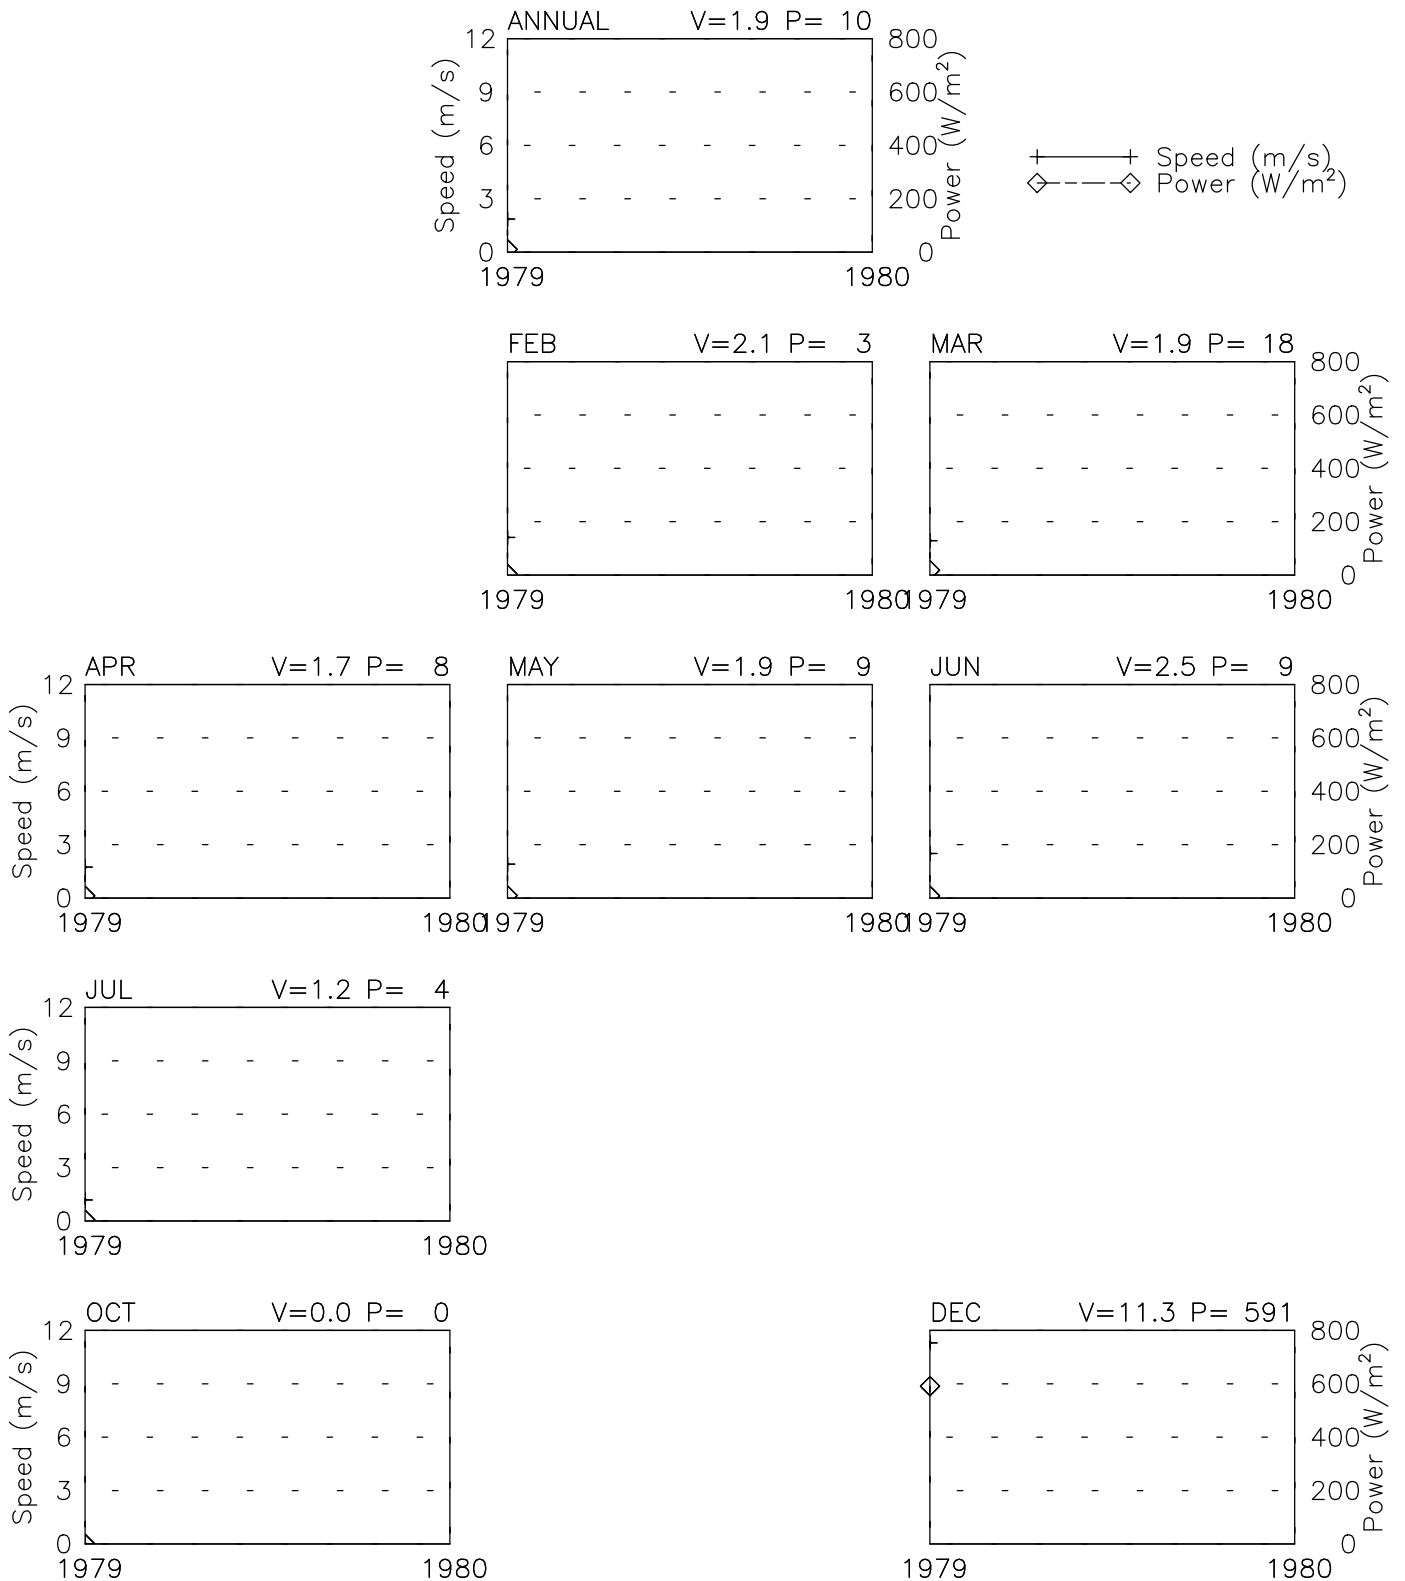 ANNUAL V=1.9 P= 10
12 800
9 600
6 400
3 200
0 0
Speed (m/s)
Power (W/m²)
1979 1980
Speed (m/s)
Power (W/m²)
FEB V=2.1 P= 3
1979 1980
MAR V=1.9 P= 18
800
600
400
200
0
Power (W/m²)
1979 1980
APR V=1.7 P= 8
12
9
6
3
0
Speed (m/s)
1979 1980
MAY V=1.9 P= 9
1979 1980
JUN V=2.5 P= 9
800
600
400
200
0
Power (W/m²)
1979 1980
JUL V=1.2 P= 4
12
9
6
3
0
Speed (m/s)
1979 1980
OCT V=0.0 P= 0
12
9
6
3
0
Speed (m/s)
1979 1980
DEC V=11.3 P= 591
800
600
400
200
0
Power (W/m²)
1979 1980